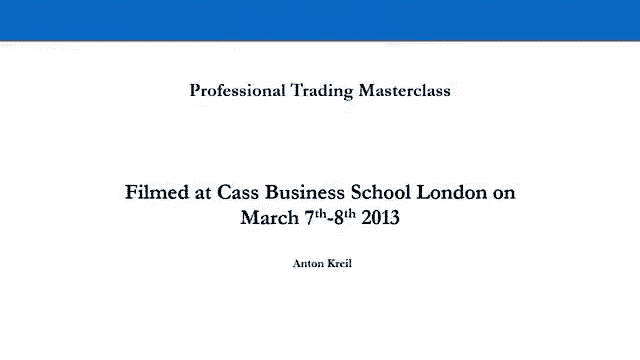 Professional Trading Masterclass
Filmed at Cass Business School London on
March 7th-8th 2013
Anton Kreil